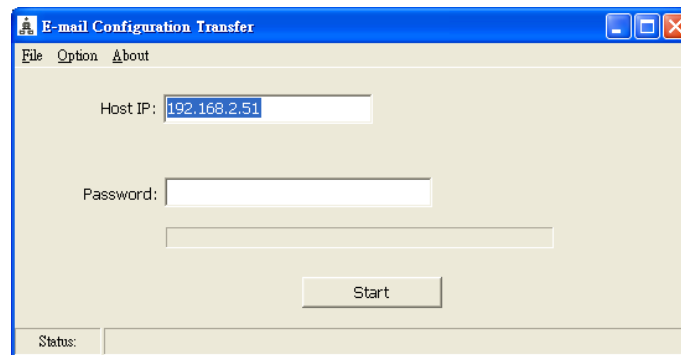 E-mail Configuration Transfer
File Option About
Host IP: 192.168.2.51
Password:
Start
Status: